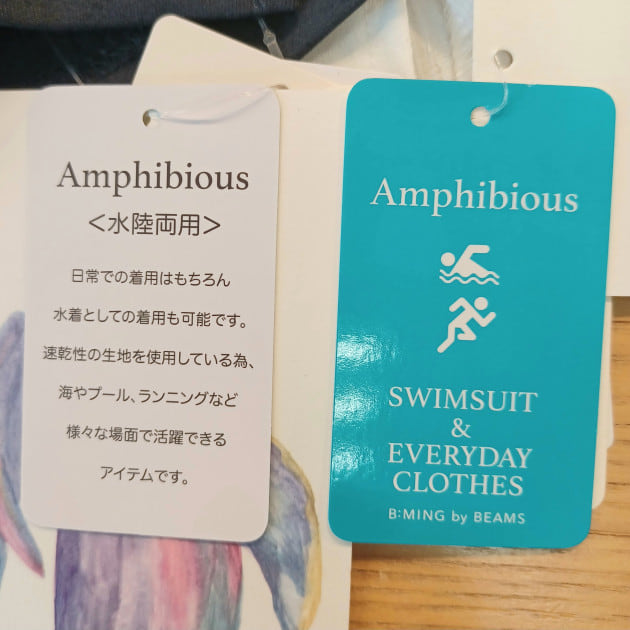 Amphibious
<水陸両用>
日常での着用はもちろん
水着としての着用も可能です。
速乾性の生地を使用している為、
海やプール、ランニングなど
様々な場面で活躍できる
アイテムです。
Amphibious
SWIMSUIT
&
EVERYDAY
CLOTHES
B:MING by BEAMS